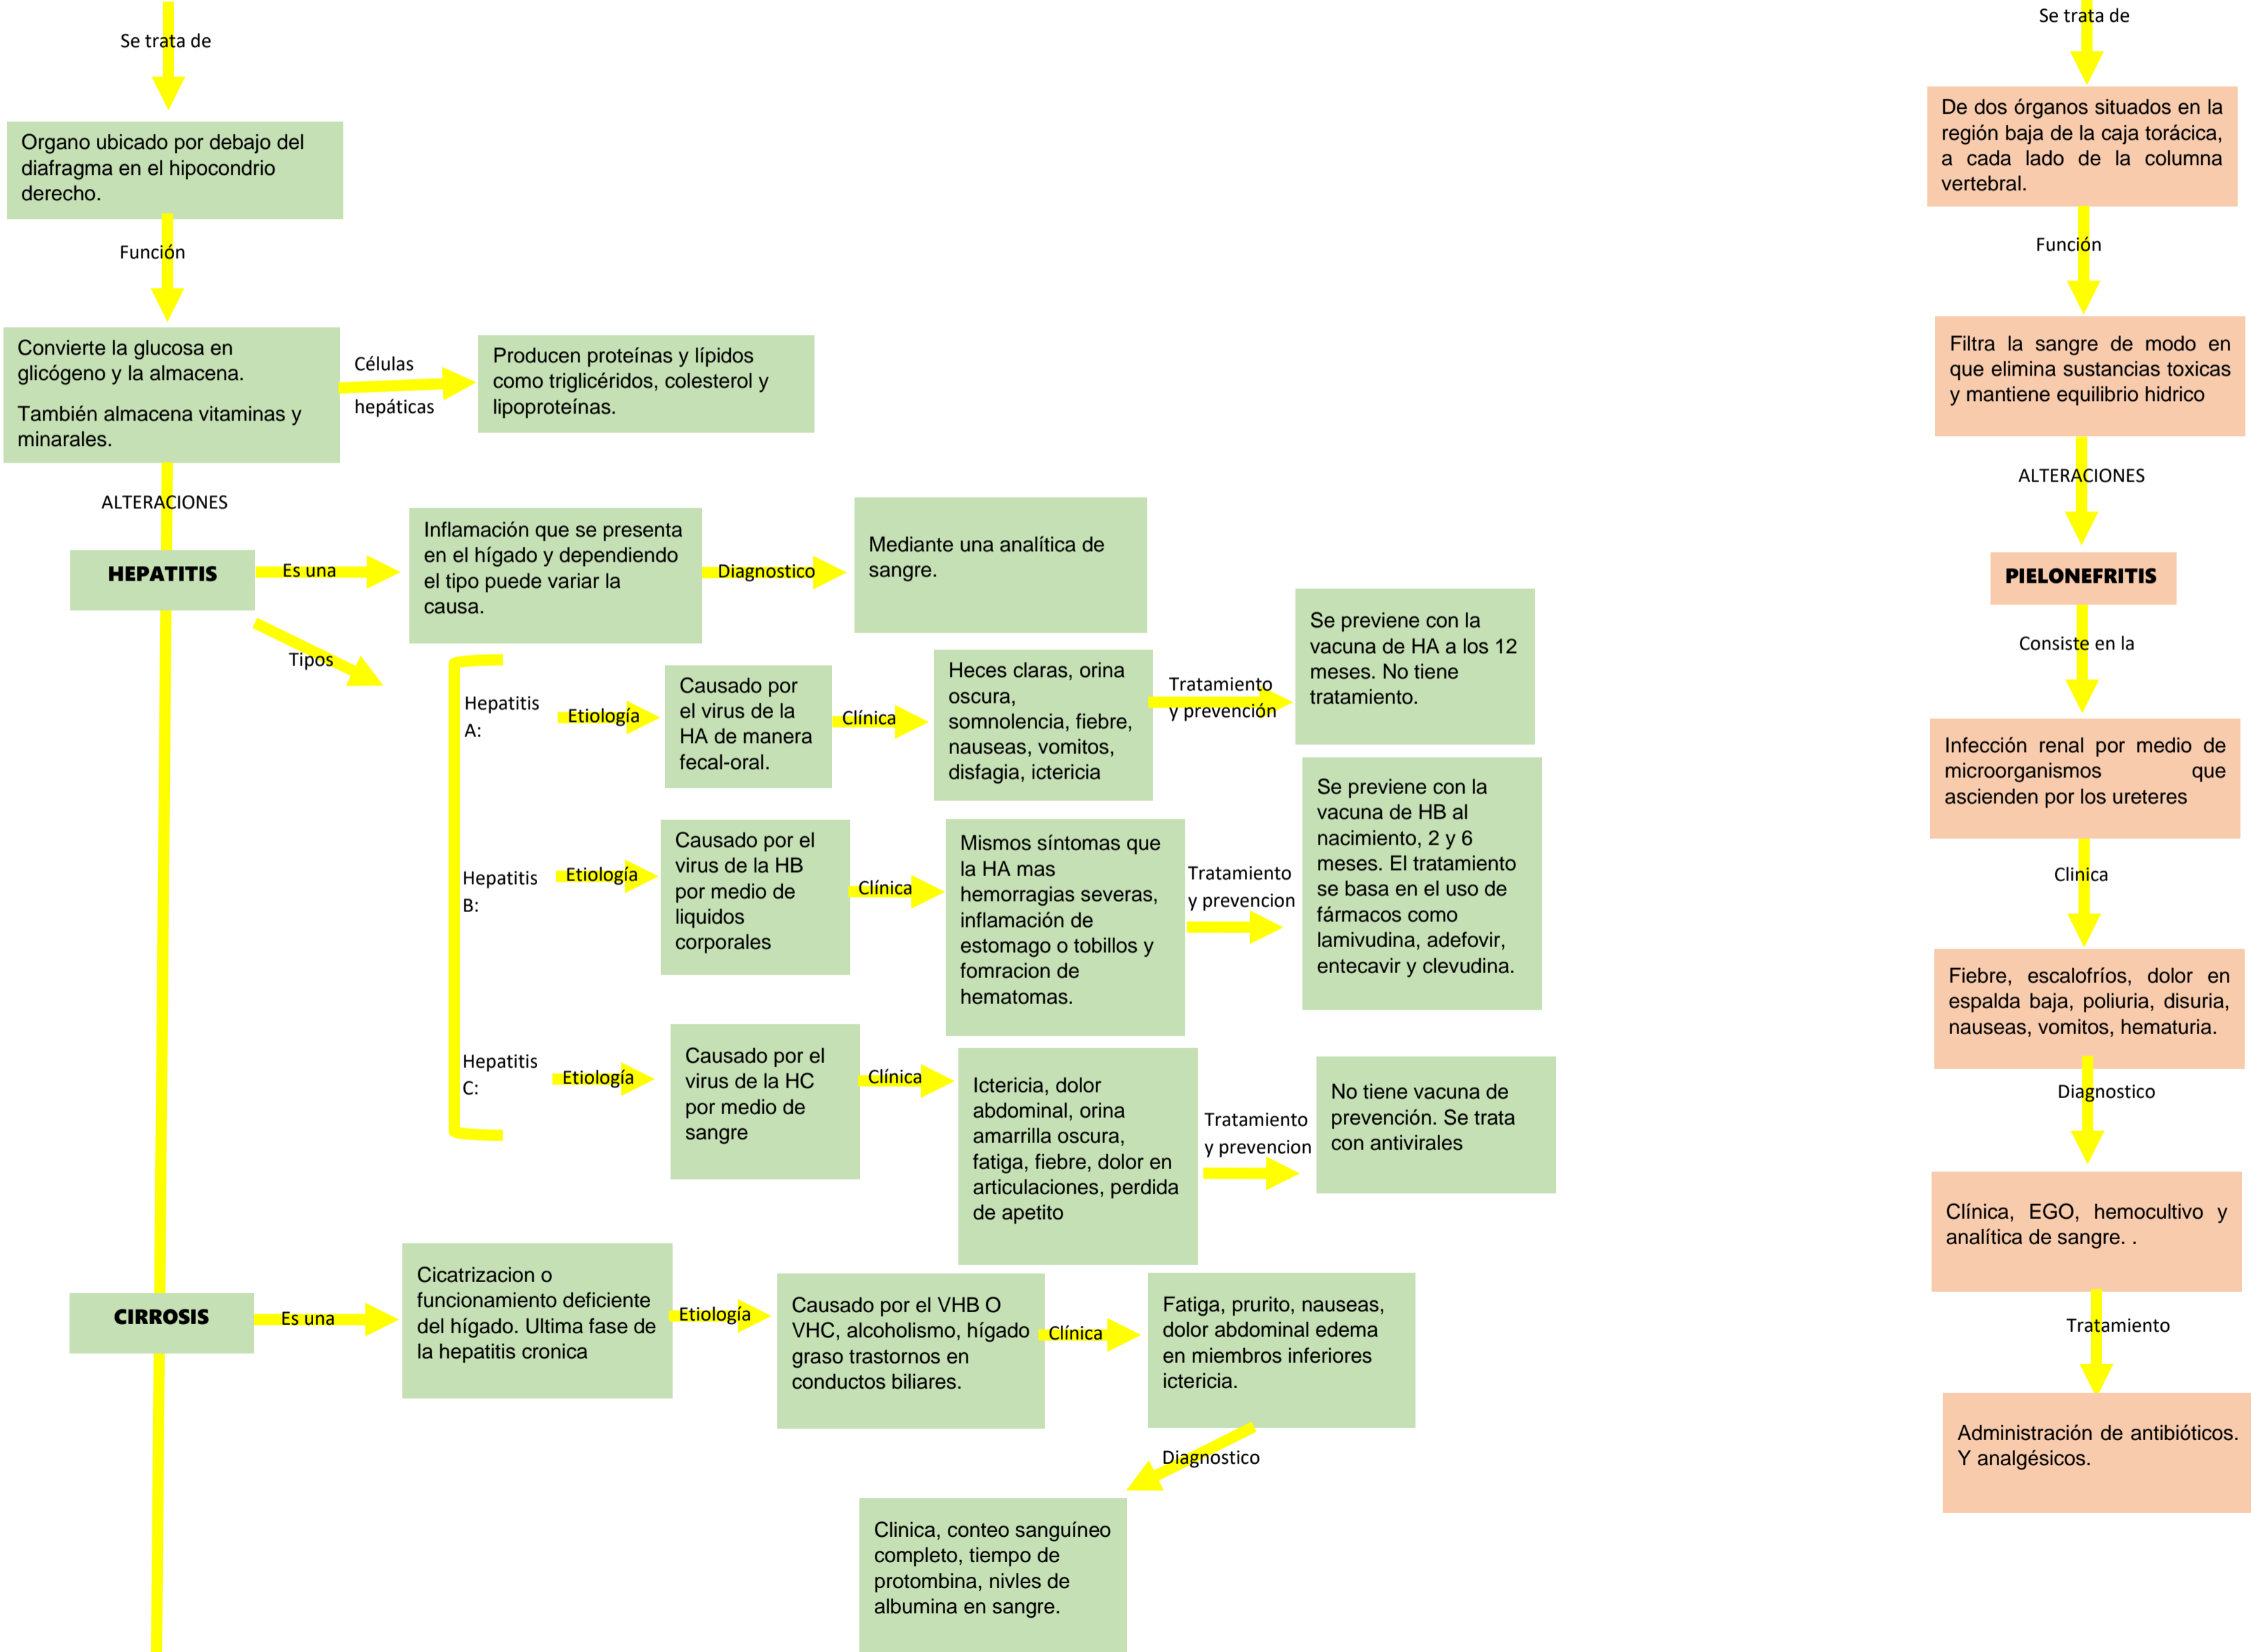 Se trata de
Organo ubicado por debajo del
diafragma en el hipocondrio
derecho.
Función
Convierte la glucosa en
glicógeno y la almacena.
También almacena vitaminas y
minarales.
Células
hepáticas
Producen proteínas y lípidos
como triglicéridos, colesterol y
lipoproteínas.
ALTERACIONES
HEPATITIS
Es una
Inflamación que se presenta
en el hígado y dependiendo
el tipo puede variar la
causa.
Diagnostico
Mediante una analítica de
sangre.
Tipos
Hepatitis
A:
Etiología
Causado por
el virus de la
HA de manera
fecal-oral.
Clínica
Heces claras, orina
oscura,
somnolencia, fiebre,
nauseas, vomitos,
disfagia, ictericia
Tratamiento
y prevención
Se previene con la
vacuna de HA a los 12
meses. No tiene
tratamiento.
Hepatitis
B:
Etiología
Causado por el
virus de la HB
por medio de
liquidos
corporales
Clínica
Mismos síntomas que
la HA mas
hemorragias severas,
inflamación de
estomago o tobillos y
fomracion de
hematomas.
Tratamiento
y prevencion
Se previene con la
vacuna de HB al
nacimiento, 2 y 6
meses. El tratamiento
se basa en el uso de
fármacos como
lamivudina, adefovir,
entecavir y clevudina.
Hepatitis
C:
Etiología
Causado por el
virus de la HC
por medio de
sangre
Clínica
Ictericia, dolor
abdominal, orina
amarrilla oscura,
fatiga, fiebre, dolor en
articulaciones, perdida
de apetito
Tratamiento
y prevencion
No tiene vacuna de
prevención. Se trata
con antivirales
CIRROSIS
Es una
Cicatrizacion o
funcionamiento deficiente
del hígado. Ultima fase de
la hepatitis cronica
Etiología
Causado por el VHB O
VHC, alcoholismo, hígado
graso trastornos en
conductos biliares.
Clínica
Fatiga, prurito, nauseas,
dolor abdominal edema
en miembros inferiores
ictericia.
Diagnostico
Clinica, conteo sanguíneo
completo, tiempo de
protombina, nivles de
albumina en sangre.
Se trata de
De dos órganos situados en la
región baja de la caja torácica,
a cada lado de la columna
vertebral.
Función
Filtra la sangre de modo en
que elimina sustancias toxicas
y mantiene equilibrio hidrico
ALTERACIONES
PIELONEFRITIS
Consiste en la
Infección renal por medio de
microorganismos que
ascienden por los ureteres
Clinica
Fiebre, escalofríos, dolor en
espalda baja, poliuria, disuria,
nauseas, vomitos, hematuria.
Diagnostico
Clínica, EGO, hemocultivo y
analítica de sangre. .
Tratamiento
Administración de antibióticos.
Y analgésicos.